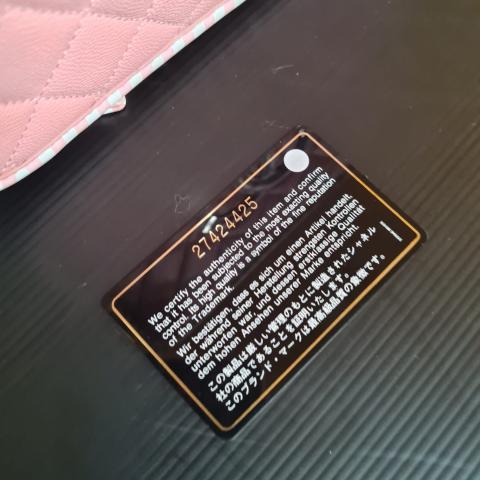 27424425
We certify the authenticity of this item and confirm
that it has been subjected to the most exacting quality
control. Its high quality is a symbol of the fine reputation
of the Trademark.
Wir bestätigen, dass es sich um einen Artikel handelt,
der während seiner Herstellung strengsten Kontrollen
unterworfen war und dessen erstklassige Qualität
dem hohen Ansehen unserer Marke entspricht.
この製品は厳しい管理のもとに製造されたシャネル
社の商品であることを証明いたします。
このブランド・マークは最高級品質の象徴です。